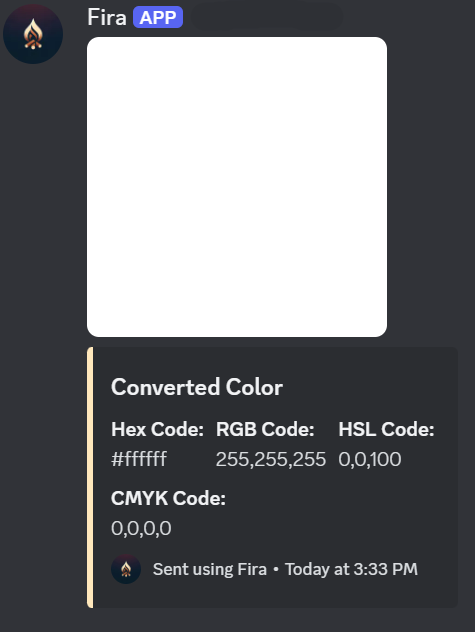 Fira APP
Converted Color
Hex Code: RGB Code: HSL Code:
#ffffff 255,255,255 0,0,100
CMYK Code:
0,0,0,0
Sent using Fira • Today at 3:33 PM